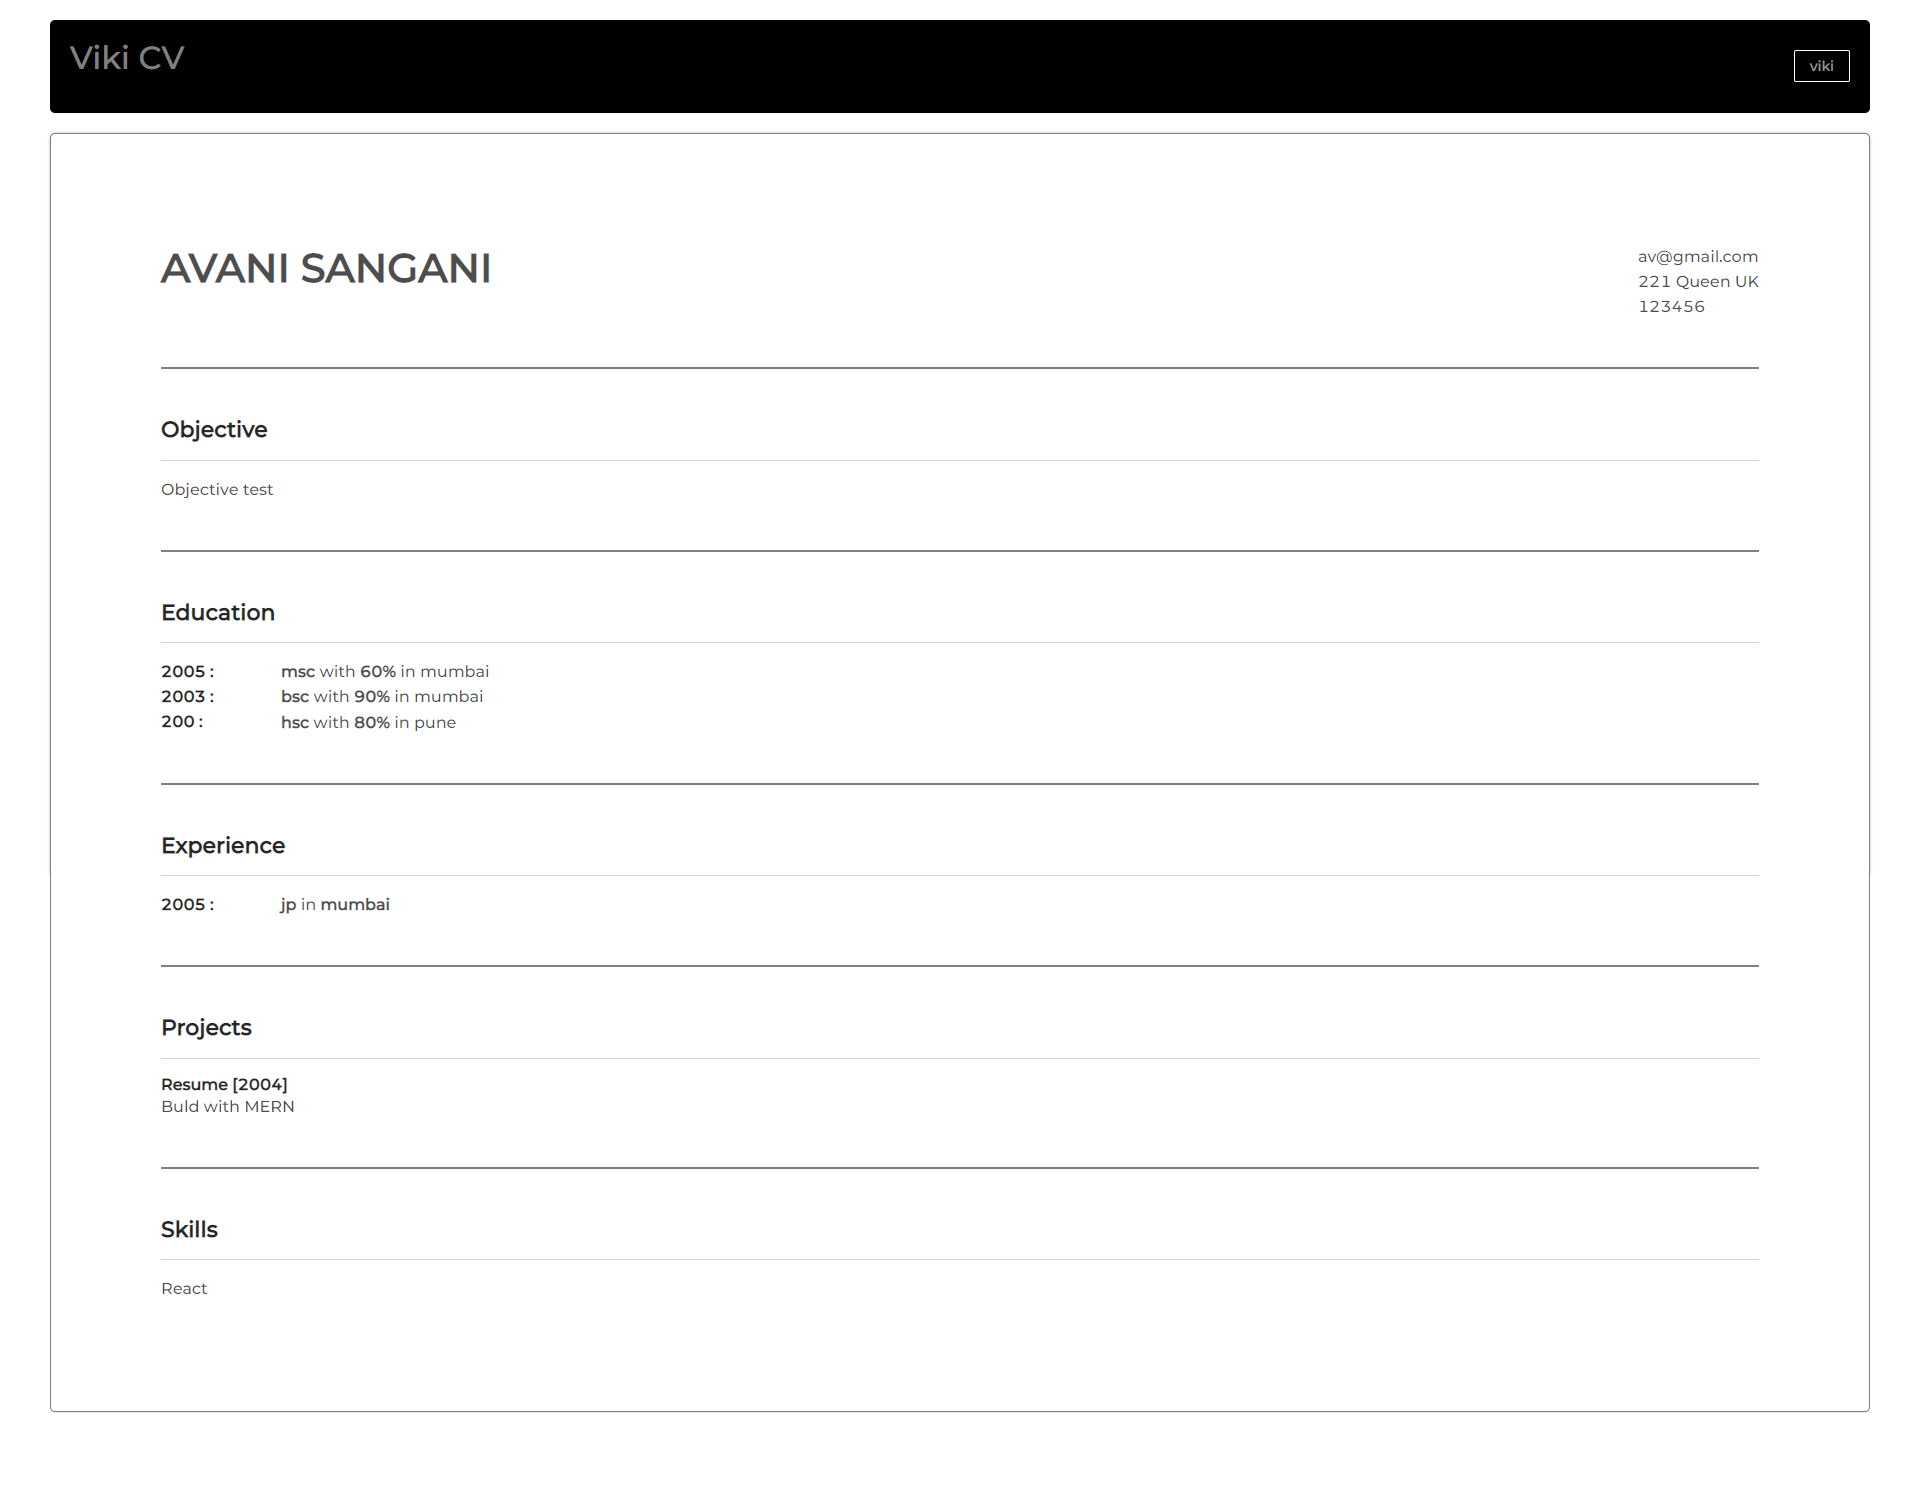 Viki CV
viki
AVANI SANGANI
av@gmail.com
221 Queen UK
123456
Objective
Objective test
Education
2005 : msc with 60% in mumbai
2003 : bsc with 90% in mumbai
200 : hsc with 80% in pune
Experience
2005 : jp in mumbai
Projects
Resume [2004]
Buld with MERN
Skills
React